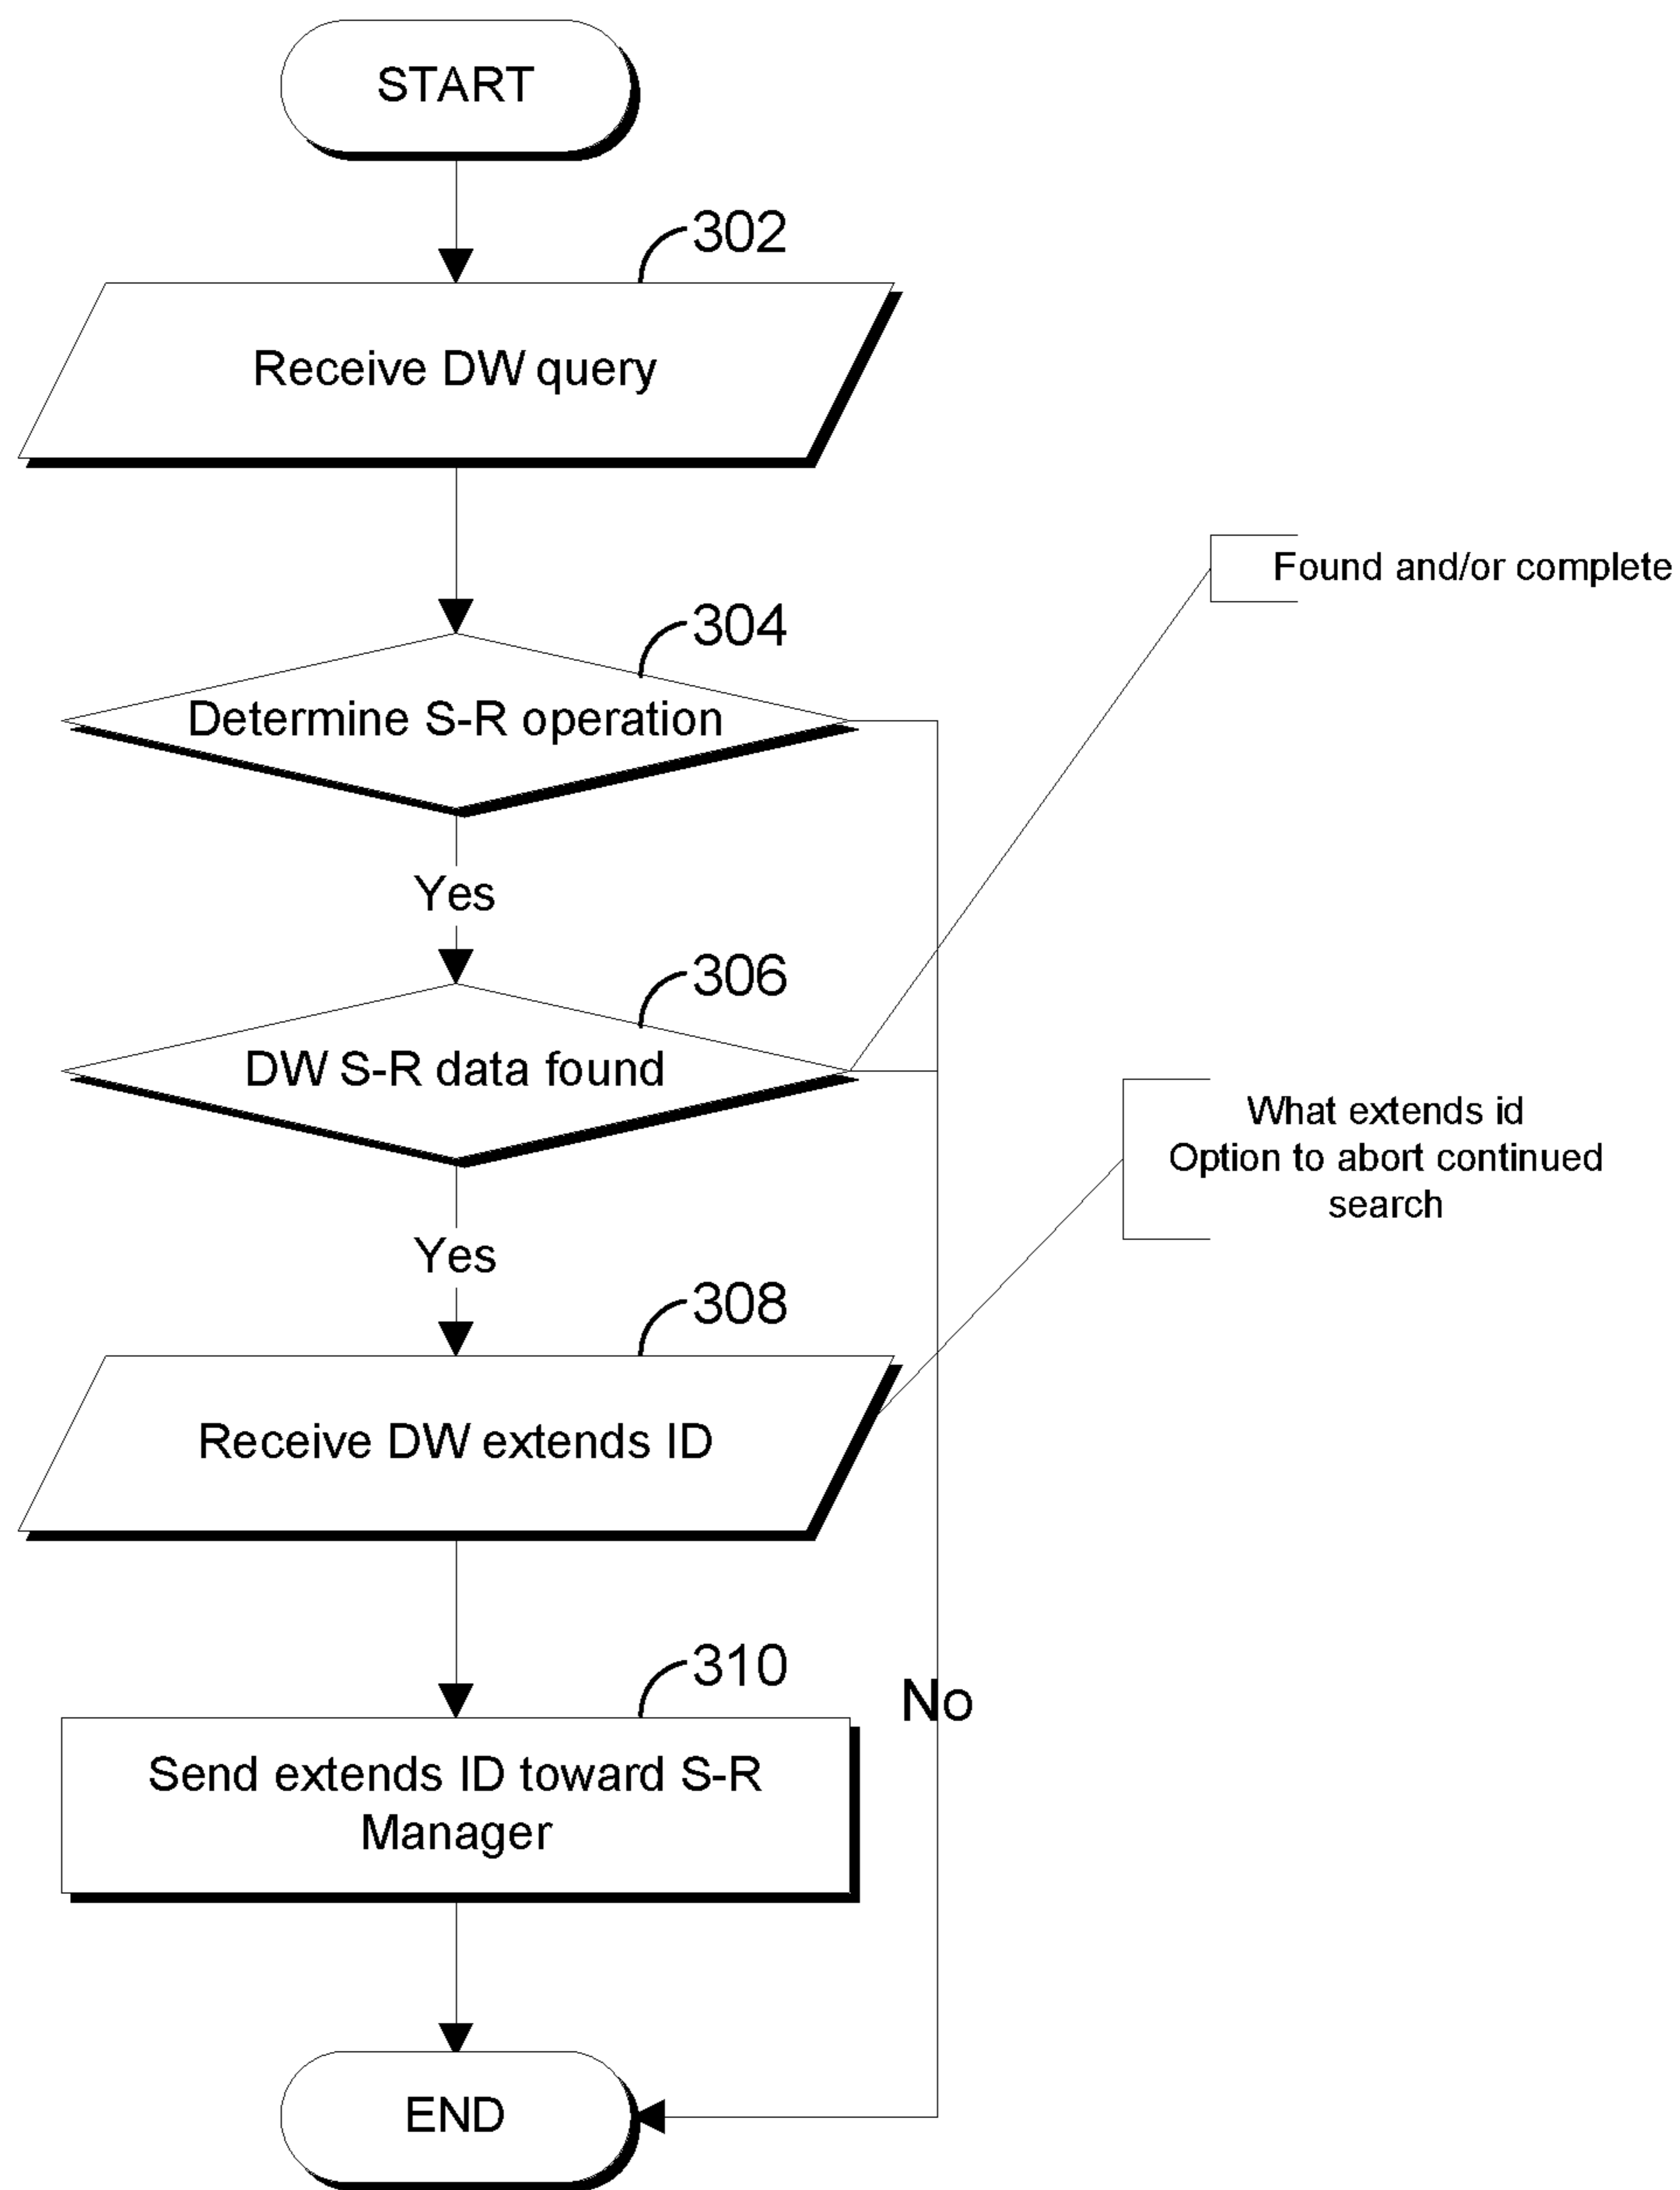 START
302
Receive DW query
Found and/or complete
304
Determine S-R operation
Yes
306
DW S-R data found
What extends id
Option to abort continued
search
Yes
308
Receive DW extends ID
310
No
Send extends ID toward S-R
Manager
END